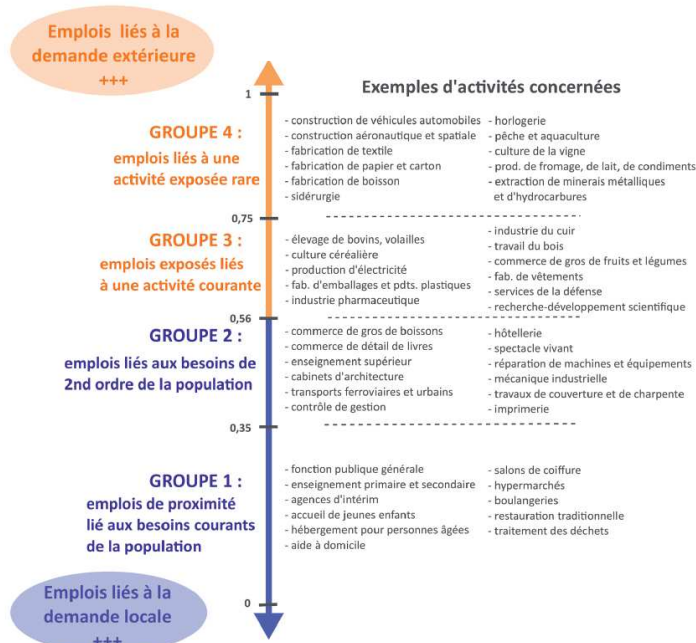 Emplois liés à la
demande extérieure
+++
Exemples d'activités concernées
1
GROUPE 4 :
emplois liés à une
activité exposée rare
- construction de véhicules automobiles
- construction aéronautique et spatiale
- fabrication de textile
- fabrication de papier et carton
- fabrication de boisson
- sidérurgie
- horlogerie
- pêche et aquaculture
- culture de la vigne
- prod. de fromage, de lait, de condiments
- extraction de minerais métalliques
et d'hydrocarbures
0,75
GROUPE 3 :
emplois exposés liés
à une activité courante
- élevage de bovins, volailles
- culture céréalière
- production d'électricité
- fab. d'emballages et pdts. plastiques
- industrie pharmaceutique
- industrie du cuir
- travail du bois
- commerce de gros de fruits et légumes
- fab. de vêtements
- services de la défense
- recherche-développement scientifique
0,56
GROUPE 2 :
emplois liés aux besoins de
2nd ordre de la population
- commerce de gros de boissons
- commerce de détail de livres
- enseignement supérieur
- cabinets d'architecture
- transports ferroviaires et urbains
- contrôle de gestion
- hôtellerie
- spectacle vivant
- réparation de machines et équipements
- mécanique industrielle
- travaux de couverture et de charpente
- imprimerie
0,35
GROUPE 1 :
emplois de proximité
lié aux besoins courants
de la population
- fonction publique générale
- enseignement primaire et secondaire
- agences d'intérim
- accueil de jeunes enfants
- hébergement pour personnes âgées
- aide à domicile
- salons de coiffure
- hypermarchés
- boulangeries
- restauration traditionnelle
- traitement des déchets
0
Emplois liés à la
demande locale
+++